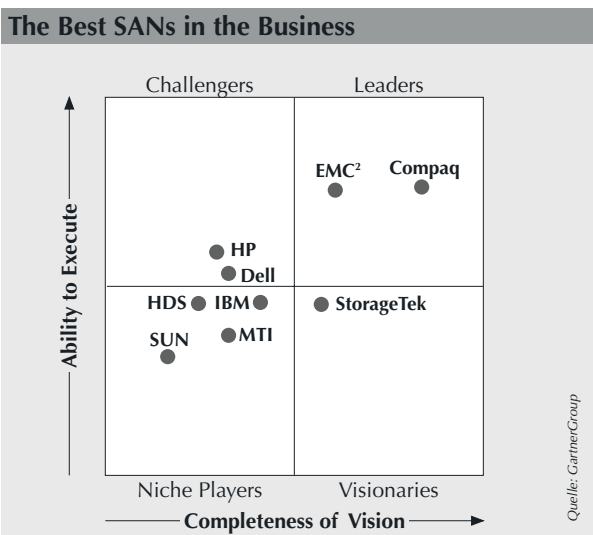 The Best SANs in the Business
Challengers
Leaders
EMC²
Compaq
HP
Dell
HDS
IBM
StorageTek
SUN
MTI
Ability to Execute
Niche Players
Visionaries
Completeness of Vision
Quelle: GartnerGroup